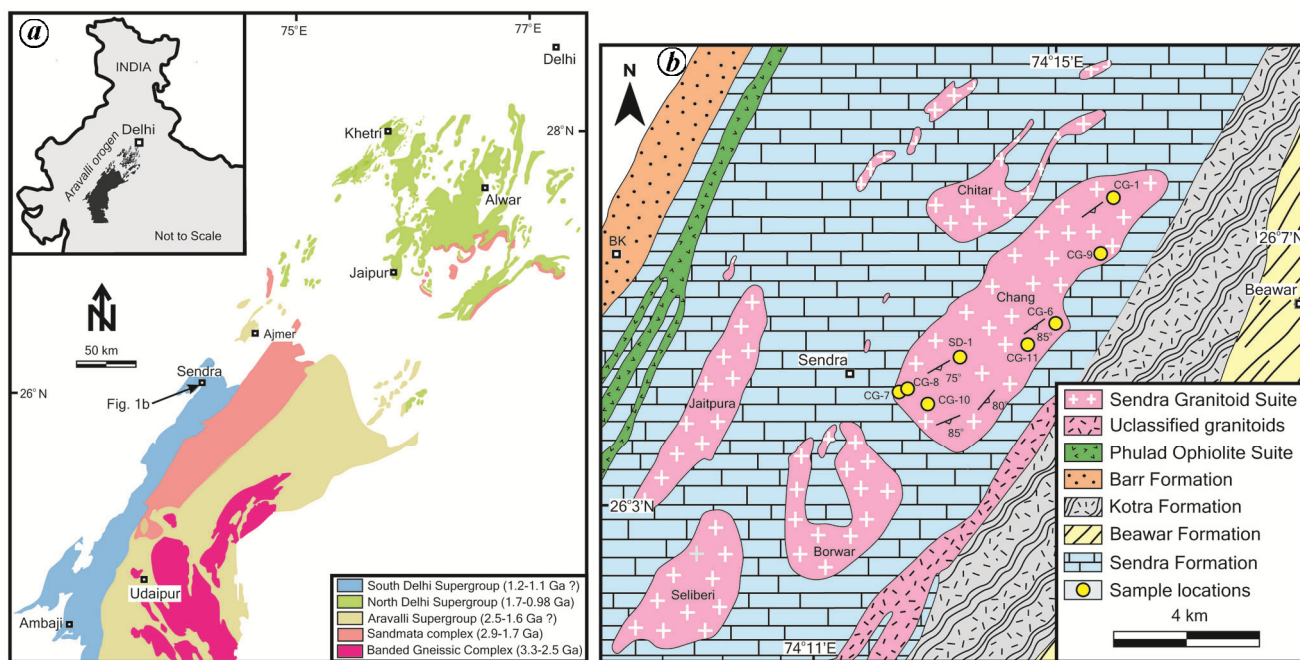 a
75°E
77°E
INDIA
Delhi
Aravalli orogen
Not to Scale
Delhi
Khetri
28°N
Alwar
Jaipur
N
50 km
Ajmer
Sendra
26°N
Fig. 1b
Udaipur
Ambaji
South Delhi Supergroup (1.2-1.1 Ga ?)
North Delhi Supergroup (1.7-0.98 Ga)
Aravalli Supergroup (2.5-1.6 Ga ?)
Sandmata complex (2.9-1.7 Ga)
Banded Gneissic Complex (3.3-2.5 Ga)
b
N
74°15'E
Chitar
CG-1
BK
26°7'N
CG-9
Beawar
Chang
CG-6
85°
CG-11
SD-1
75°
Sendra
CG-8
CG-7
CG-10
80°
85°
Jaitpura
26°3'N
Borwar
Seliberi
74°11'E
Sendra Granitoid Suite
Uclassified granitoids
Phulad Ophiolite Suite
Barr Formation
Kotra Formation
Beawar Formation
Sendra Formation
Sample locations
4 km